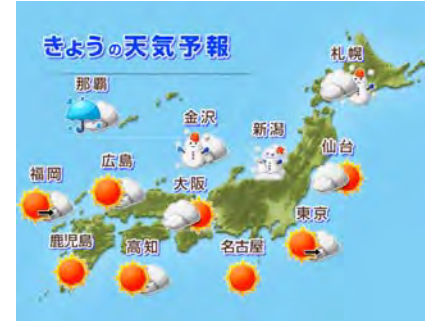 きょうの天気予報
札幌
那覇
金沢
新潟
仙台
広島
福岡
大阪
東京
鹿児島
高知
名古屋